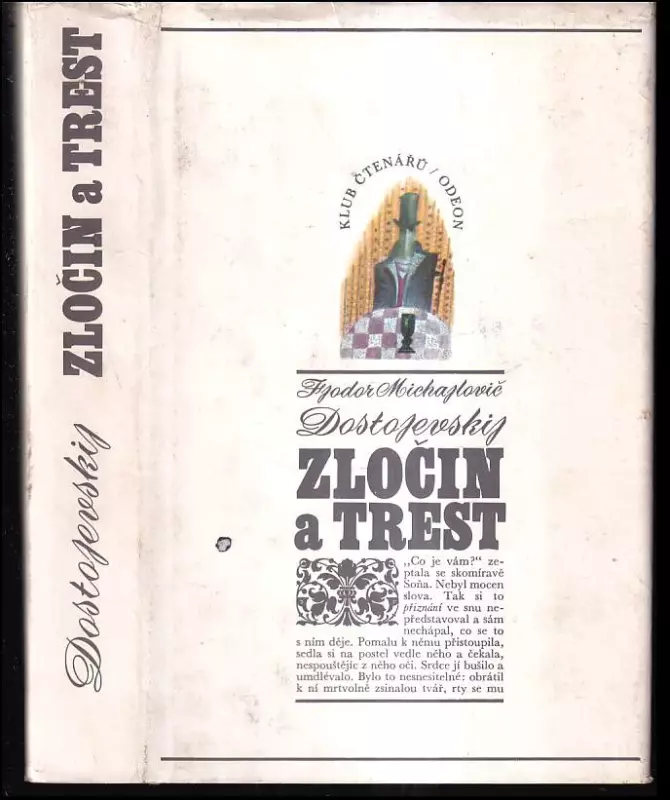 Dostojevskij ZLOČIN a TREST
KLUB ČTENÁŘŮ / ODEON
Fjodor Michajlovič
Dostojevskij
ZLOČIN
a TREST
„Co je vám?“ ze-
ptala se skomíravě
Soňa. Nebyl mocen
slova. Tak si to
přiznání ve snu ne-
představoval a sám
nechápal, co se to
s ním děje. Pomalu k němu přistoupila,
sedla si na postel vedle něho a čekala,
nespouštějíc z něho oči. Srdce jí bušilo a
umdlévalo. Bylo to nesnesitelné: obrátil
k ní mrtvolně zsinalou tvář, rty se mu